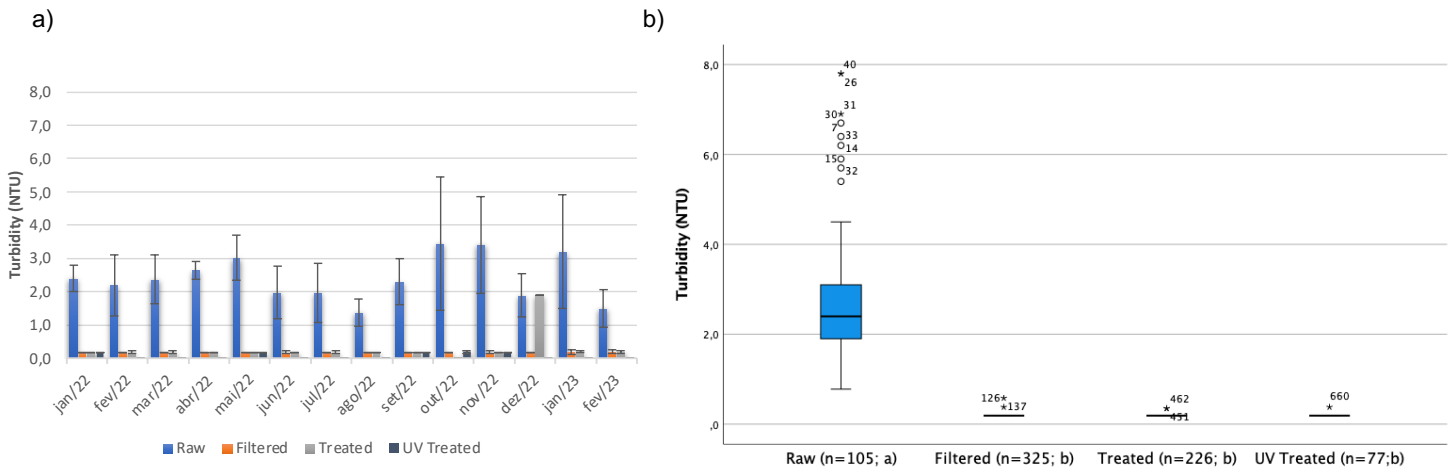 a)
8,0
7,0
6,0
5,0
4,0
3,0
2,0
1,0
0,0
Turbidity (NTU)
jan/22
fev/22
mar/22
abr/22
mai/22
jun/22
jul/22
ago/22
set/22
out/22
nov/22
dez/22
jan/23
fev/23
Raw Filtered Treated UV Treated
b)
8,0
6,0
4,0
2,0
,0
Turbidity (NTU)
40
26
31
30
7
33
14
15
32
126
137
462
451
660
Raw (n=105; a) Filtered (n=325; b) Treated (n=226; b) UV Treated (n=77;b)